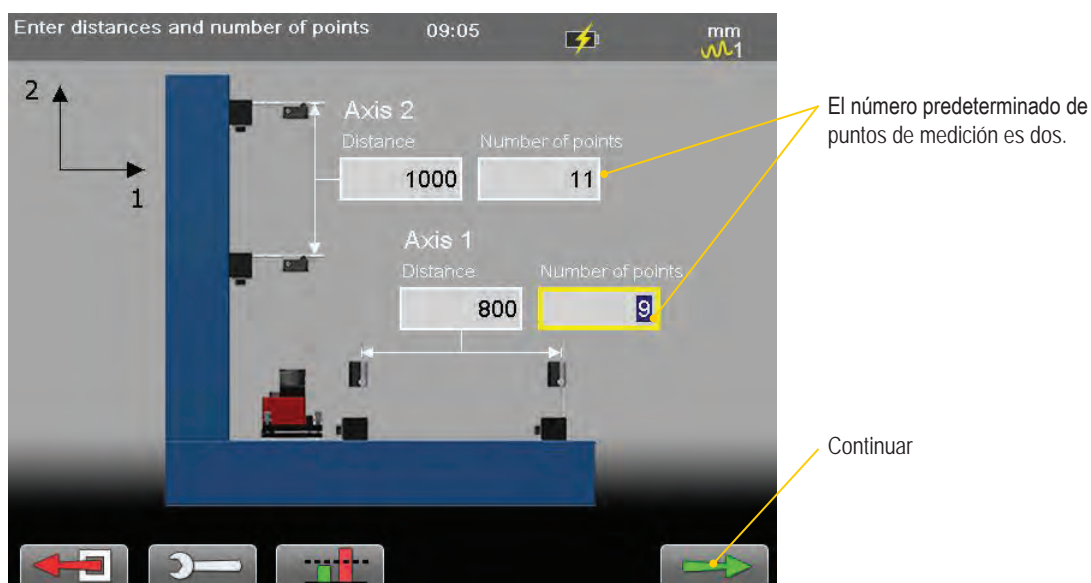 Enter distances and number of points 09:05 mm
1
2
1
Axis 2
Distance Number of points
1000 11
Axis 1
Distance Number of points
800 9
El número predeterminado de
puntos de medición es dos.
Continuar